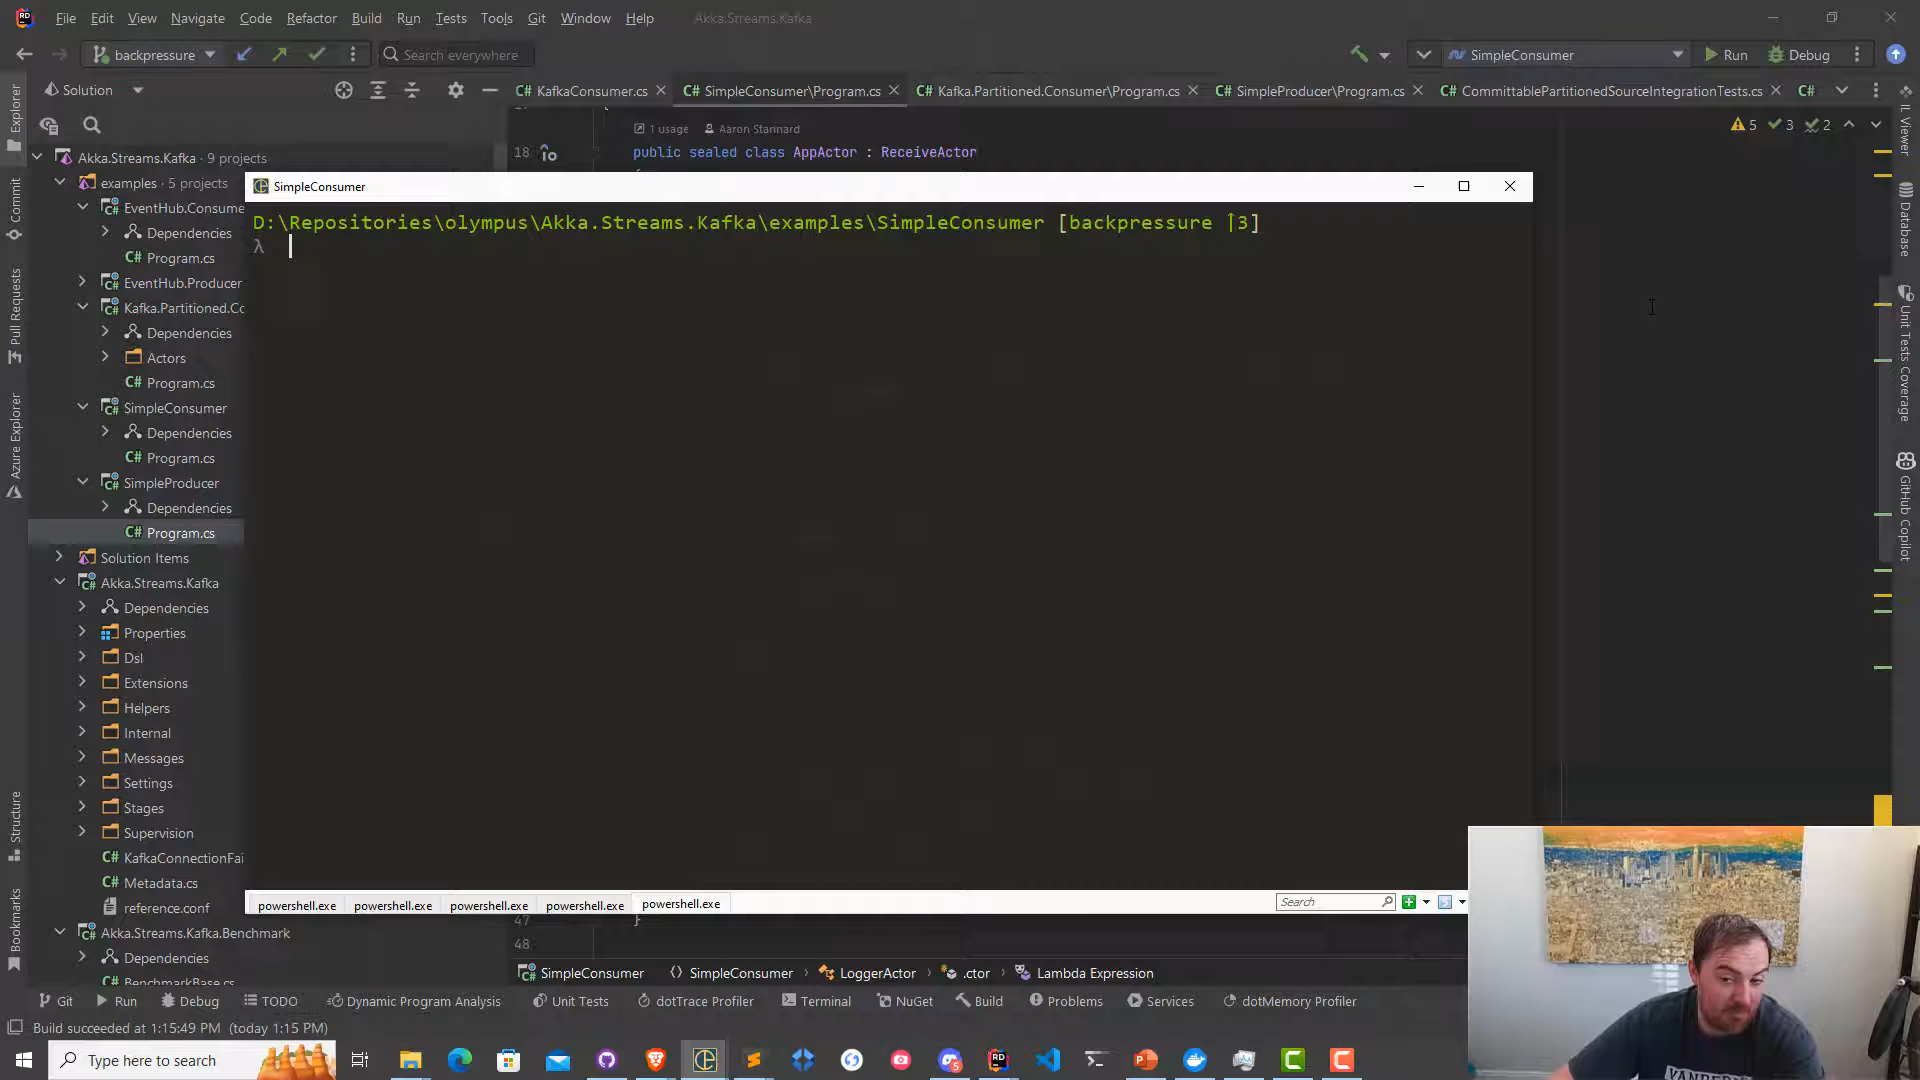 File Edit View Navigate Code Refactor Build Run Tests Tools Git Window Help Akka.Streams.Kafka
backpressure Search everywhere SimpleConsumer Run Debug
Solution KafkaConsumer.cs SimpleConsumer\Program.cs Kafka.Partitioned.Consumer\Program.cs SimpleProducer\Program.cs CommittablePartitionedSourceIntegrationTests.cs
1 usage Aaron Stannard
5 3 2
18 public sealed class AppActor : ReceiveActor
Akka.Streams.Kafka · 9 projects
examples · 5 projects
EventHub.Consume
Dependencies
Program.cs
EventHub.Producer
Kafka.Partitioned.Co
Dependencies
Actors
Program.cs
SimpleConsumer
Dependencies
Program.cs
SimpleProducer
Dependencies
Program.cs
Solution Items
Akka.Streams.Kafka
Dependencies
Properties
Dsl
Extensions
Helpers
Internal
Messages
Settings
Stages
Supervision
KafkaConnectionFai
Metadata.cs
reference.conf
Akka.Streams.Kafka.Benchmark
Dependencies
BenchmarkBase.cs
SimpleConsumer
D:\Repositories\olympus\Akka.Streams.Kafka\examples\SimpleConsumer [backpressure ↑3]
λ
powershell.exe powershell.exe powershell.exe powershell.exe powershell.exe Search
47 }
48
SimpleConsumer SimpleConsumer LoggerActor .ctor Lambda Expression
Git Run Debug TODO Dynamic Program Analysis Unit Tests dotTrace Profiler Terminal NuGet Build Problems Services dotMemory Profiler
Build succeeded at 1:15:49 PM (today 1:15 PM)
Type here to search
Explorer
Commit
Pull Requests
Azure Explorer
Structure
Bookmarks
IL Viewer
Database
Unit Tests Coverage
GitHub Copilot